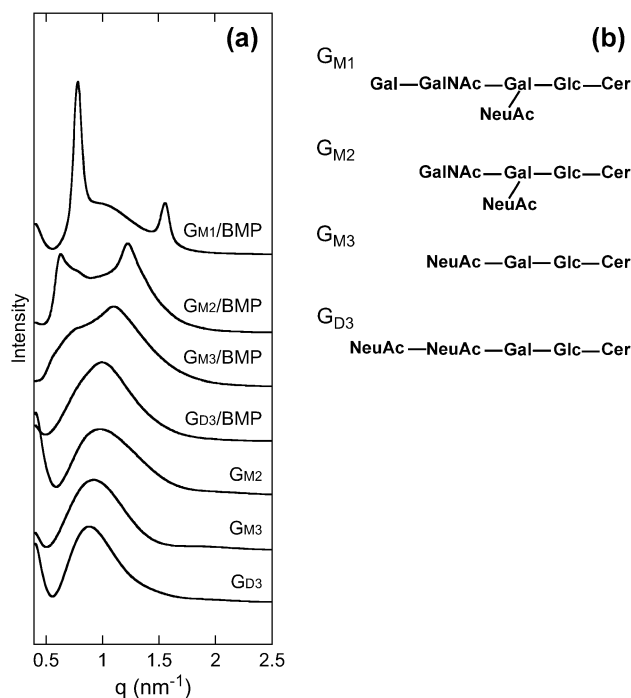 (a)
Intensity
GM1/BMP
GM2/BMP
GM3/BMP
GD3/BMP
GM2
GM3
GD3
0.5 1 1.5 2 2.5
q (nm⁻¹)
(b)
GM1
Gal—GalNAc—Gal—Glc—Cer
NeuAc
GM2
GalNAc—Gal—Glc—Cer
NeuAc
GM3
NeuAc—Gal—Glc—Cer
GD3
NeuAc—NeuAc—Gal—Glc—Cer